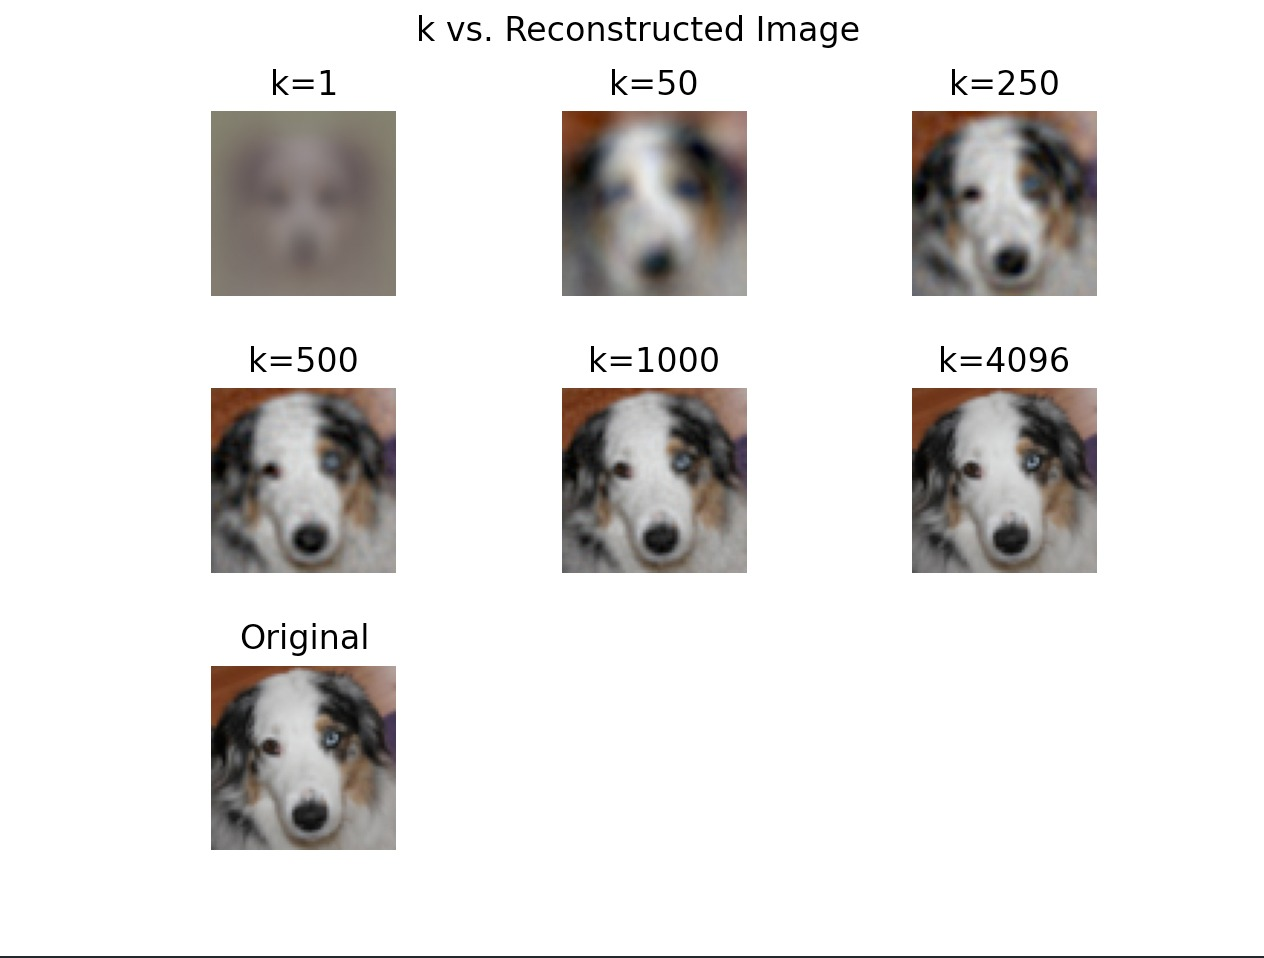 k vs. Reconstructed Image
k=1
k=50
k=250
k=500
k=1000
k=4096
Original